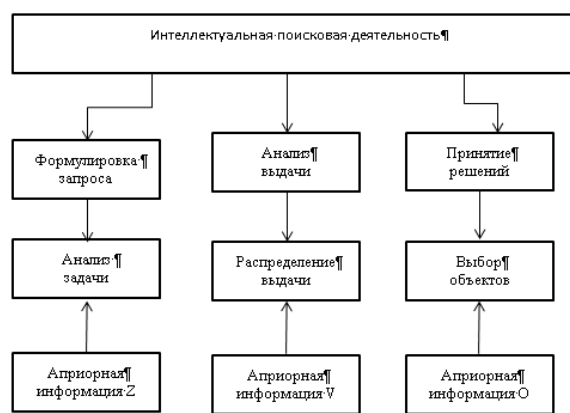 Интеллектуальная·поисковая·деятельность¶
Формулировка·¶
запроса
Анализ¶
выдачи
Принятие¶
решений
Анализ·¶
задачи
Распределение¶
выдачи
Выбор¶
объектов
Априорная¶
информация·Z
Априорная¶
информация·V
Априорная¶
информация·O